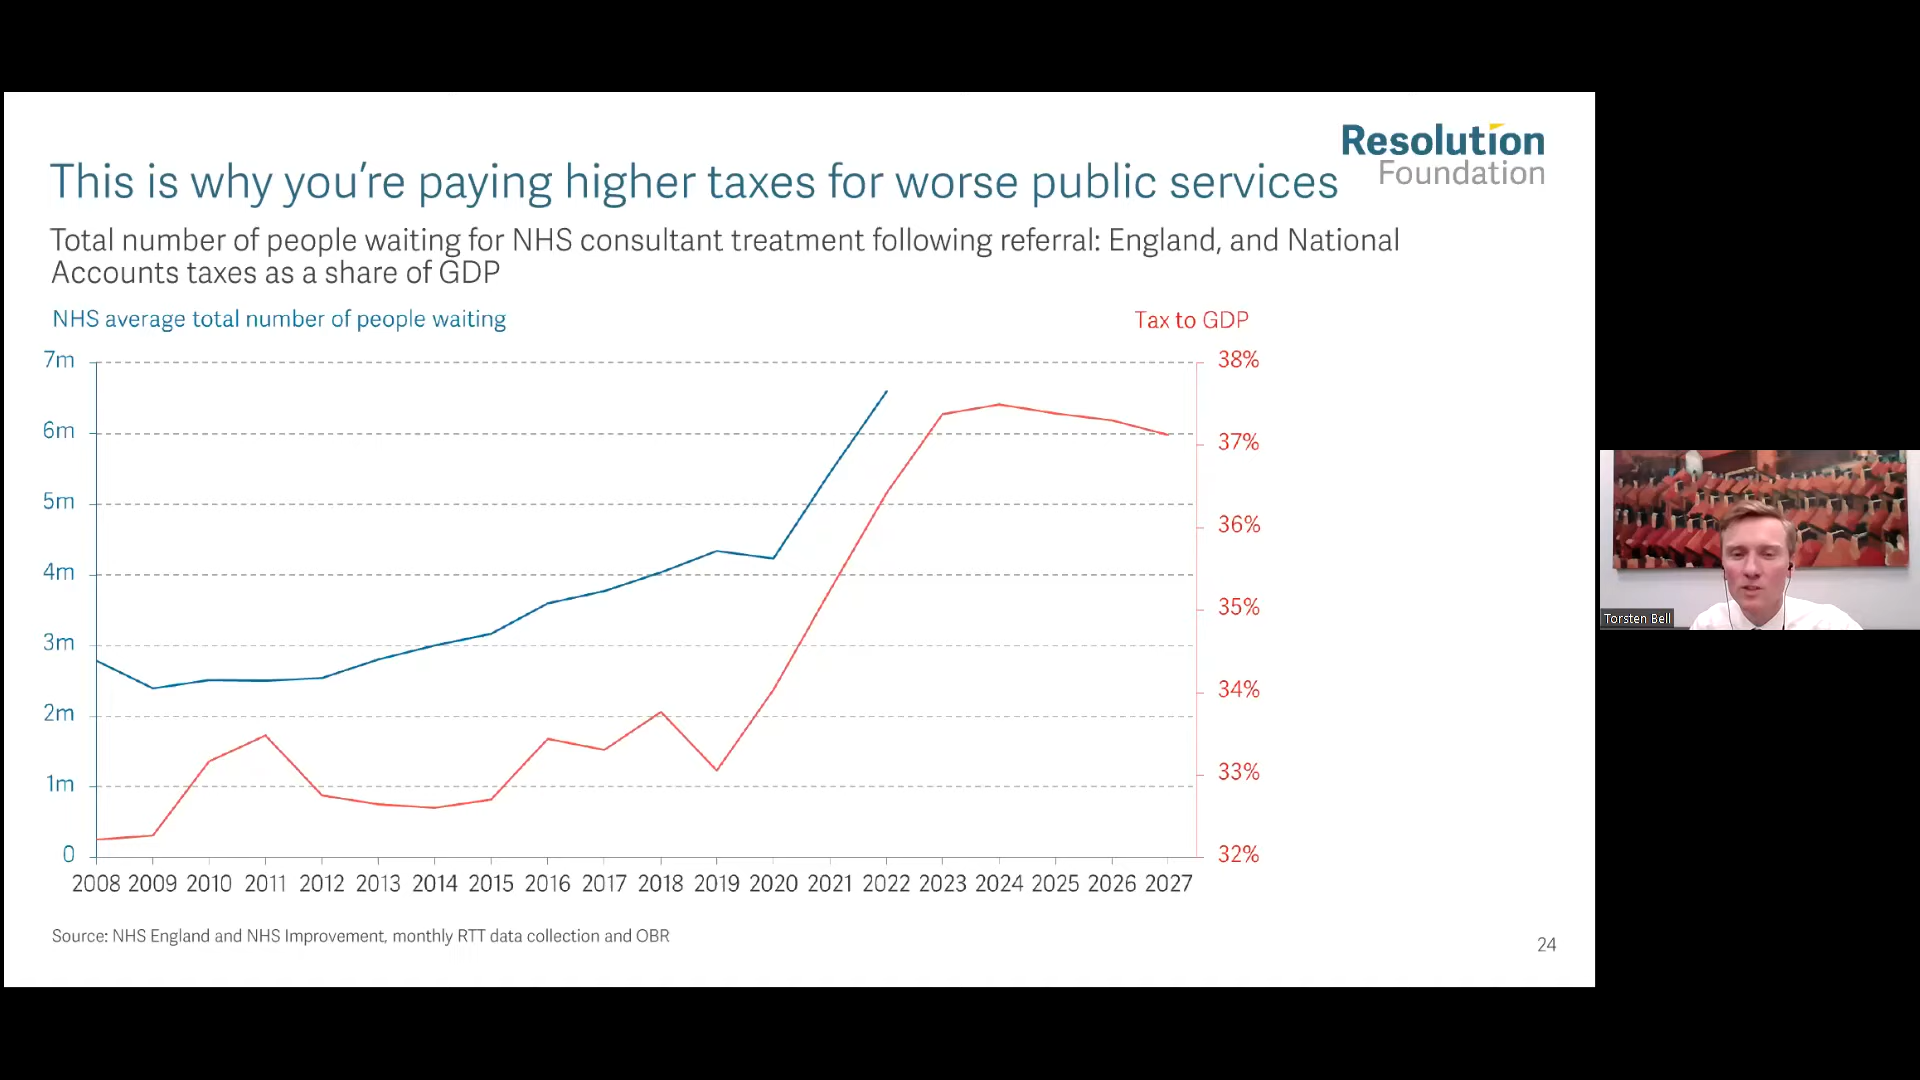 Resolution
Foundation
This is why you're paying higher taxes for worse public services
Total number of people waiting for NHS consultant treatment following referral: England, and National
Accounts taxes as a share of GDP
NHS average total number of people waiting
Tax to GDP
7m
6m
5m
4m
3m
2m
1m
0
38%
37%
36%
35%
34%
33%
32%
2008 2009 2010 2011 2012 2013 2014 2015 2016 2017 2018 2019 2020 2021 2022 2023 2024 2025 2026 2027
Source: NHS England and NHS Improvement, monthly RTT data collection and OBR
24
Torsten Bell